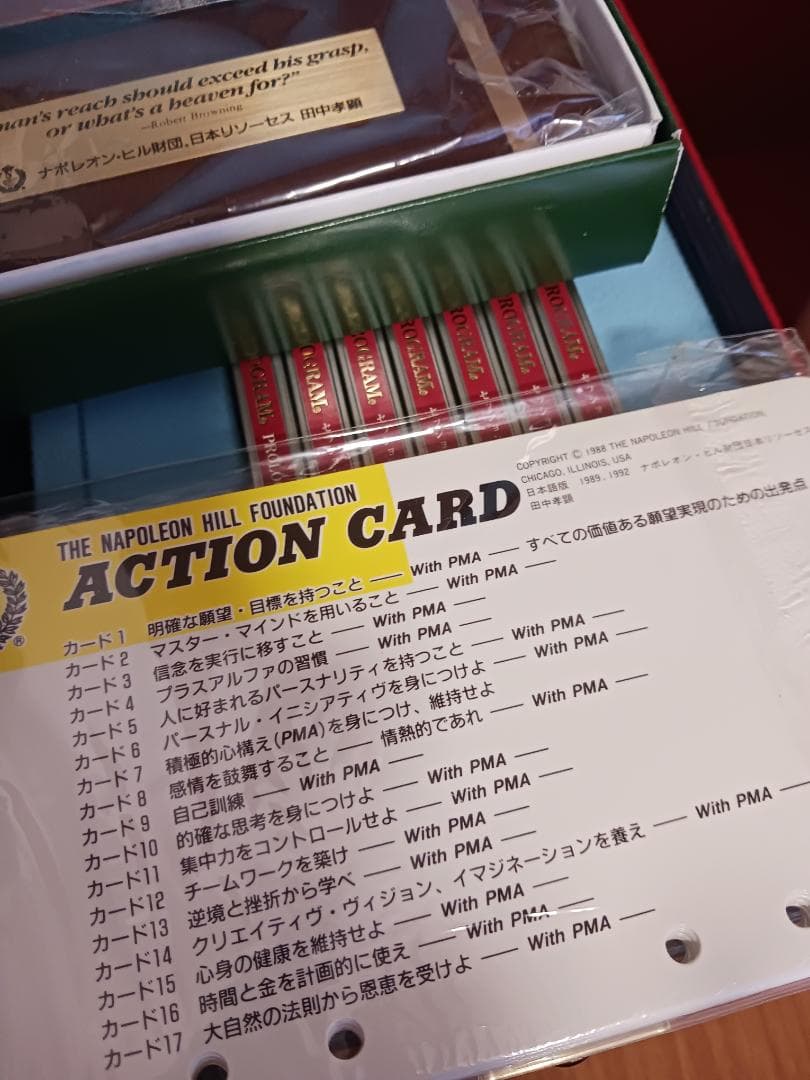 man's reach should exceed his grasp,
or what's a heaven for?"
—Robert Browning
ナポレオン・ヒル財団、日本リソーセス 田中孝顕
ROGRAM®
ROGRAM®
ROGRAM®
ROGRAM®
ROGRAM®
ROGRAM®
ROGRAM®
THE NAPOLEON HILL FOUNDATION
ACTION CARD
COPYRIGHT © 1988 THE NAPOLEON HILL FOUNDATION
CHICAGO, ILLINOIS, USA
日本語版 1989, 1992 ナポレオン・ヒル財団日本リソーセス
田中孝顕
カード1 明確な願望・目標を持つこと —— With PMA —— すべての価値ある願望実現のための出発点
カード2 マスター・マインドを用いること —— With PMA ——
カード3 信念を実行に移すこと —— With PMA ——
カード4 プラスアルファの習慣 —— With PMA ——
カード5 人に好まれるパーソナリティを持つこと —— With PMA ——
カード6 パーソナル・イニシアティヴを身につけよ —— With PMA ——
カード7 積極的心構え(PMA)を身につけ、維持せよ
カード8 感情を鼓舞すること —— 情熱的であれ —— With PMA ——
カード9 自己訓練 —— With PMA ——
カード10 的確な思考を身につけよ —— With PMA ——
カード11 集中力をコントロールせよ —— With PMA ——
カード12 チームワークを築け —— With PMA ——
カード13 逆境と挫折から学べ —— With PMA ——
カード14 クリエイティヴ・ヴィジョン、イマジネーションを養え —— With PMA ——
カード15 心身の健康を維持せよ —— With PMA ——
カード16 時間と金を計画的に使え —— With PMA ——
カード17 大自然の法則から恩恵を受けよ —— With PMA ——